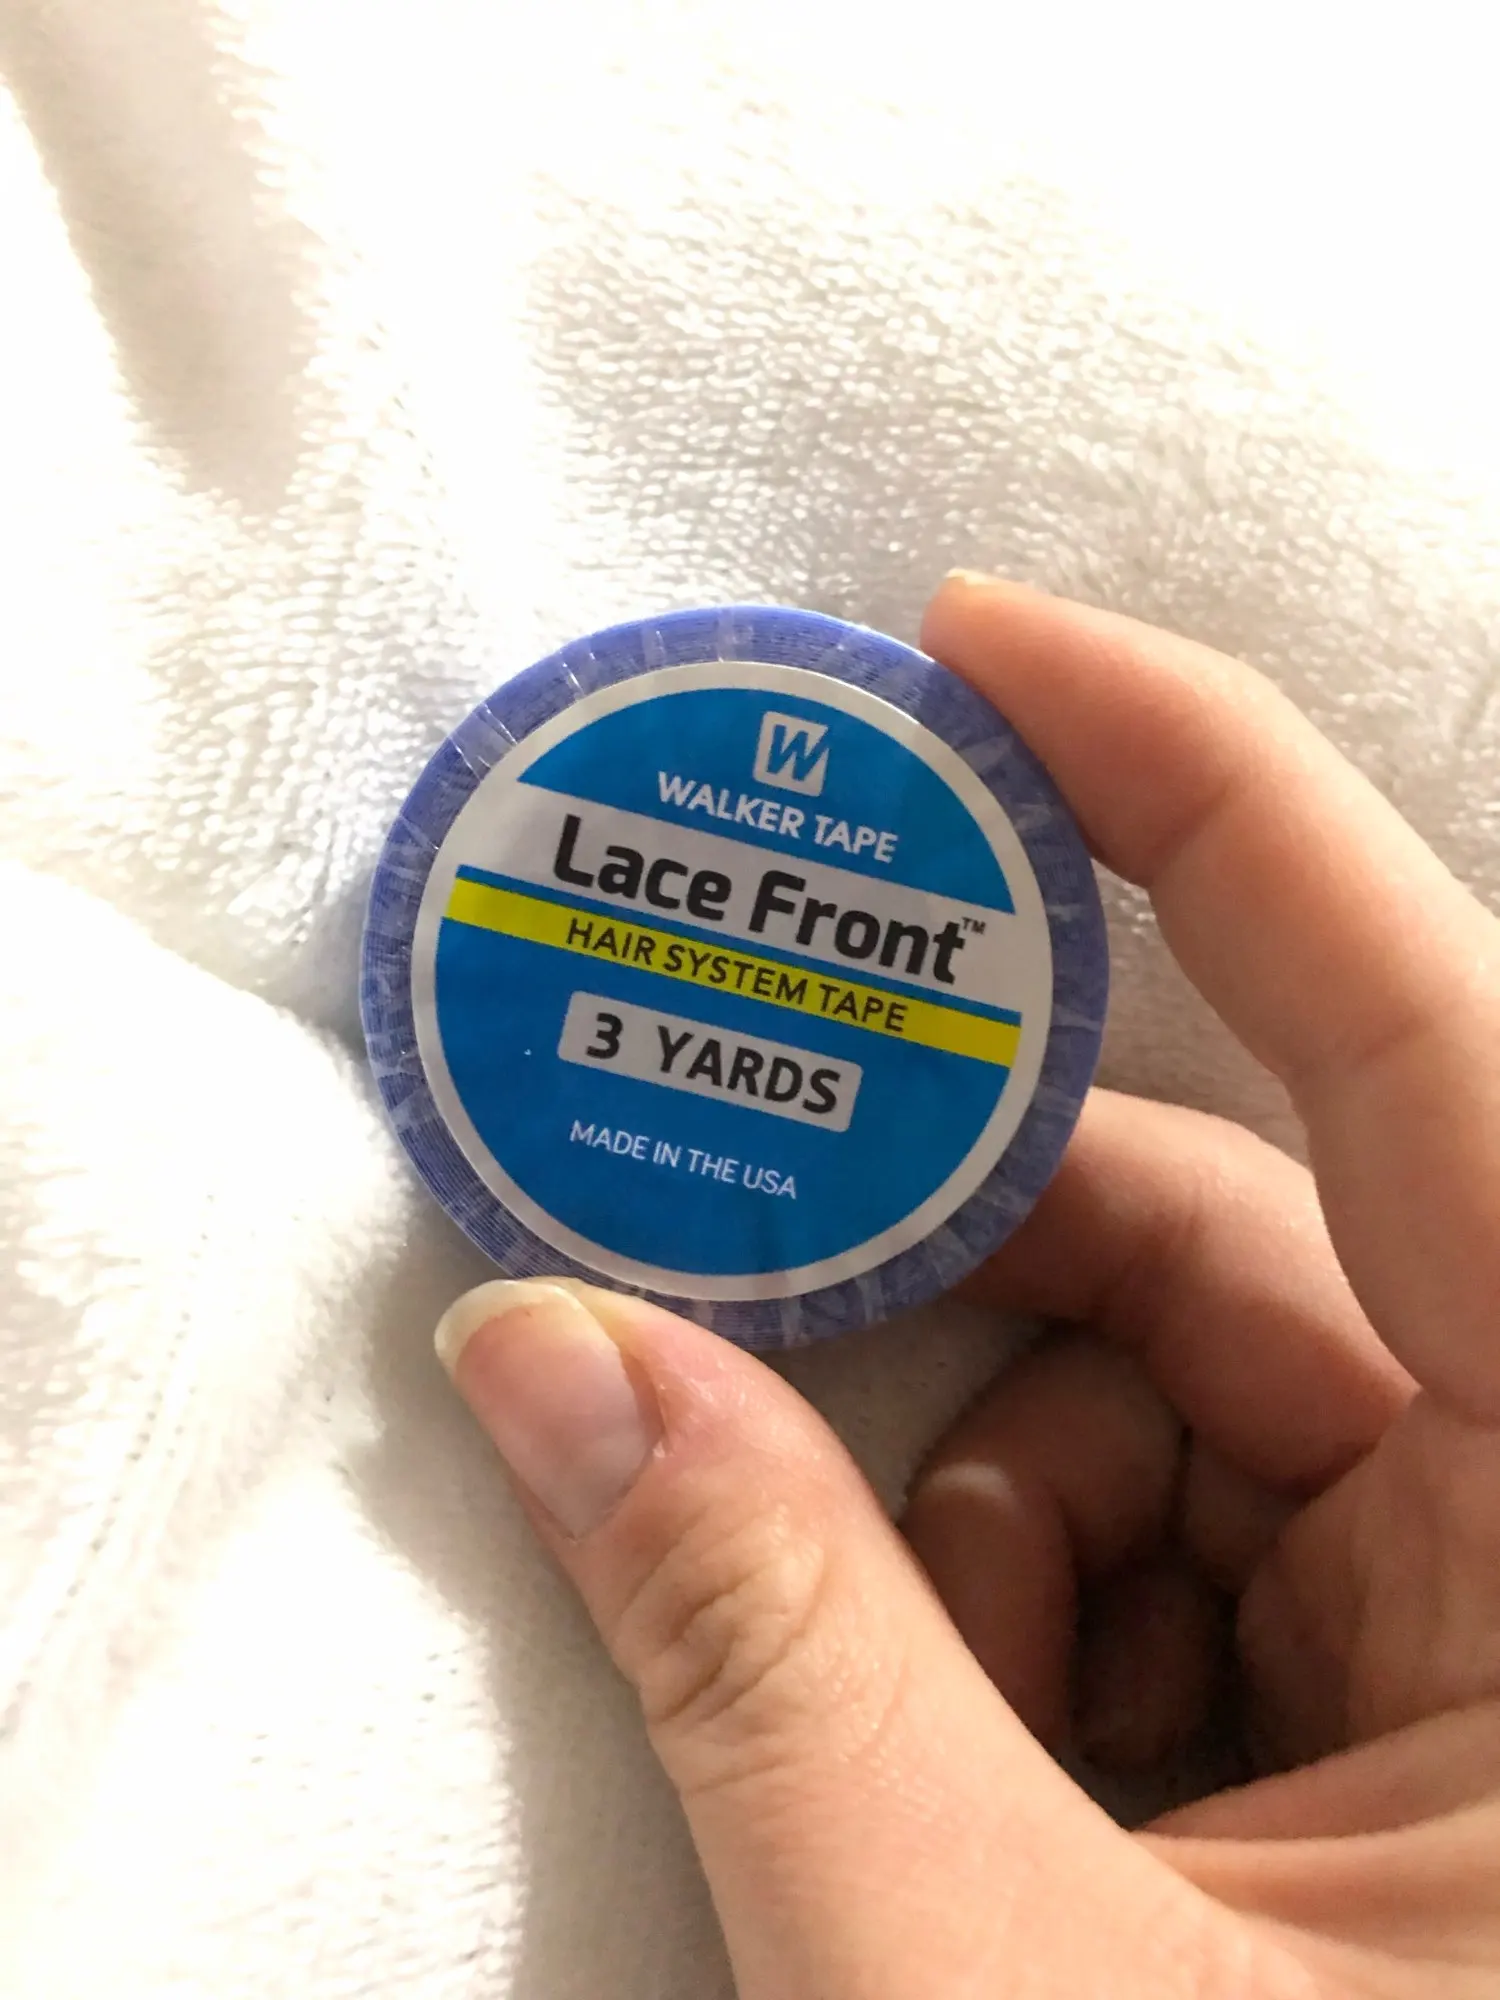 W
WALKER TAPE
Lace Front™
HAIR SYSTEM TAPE
3 YARDS
MADE IN THE USA